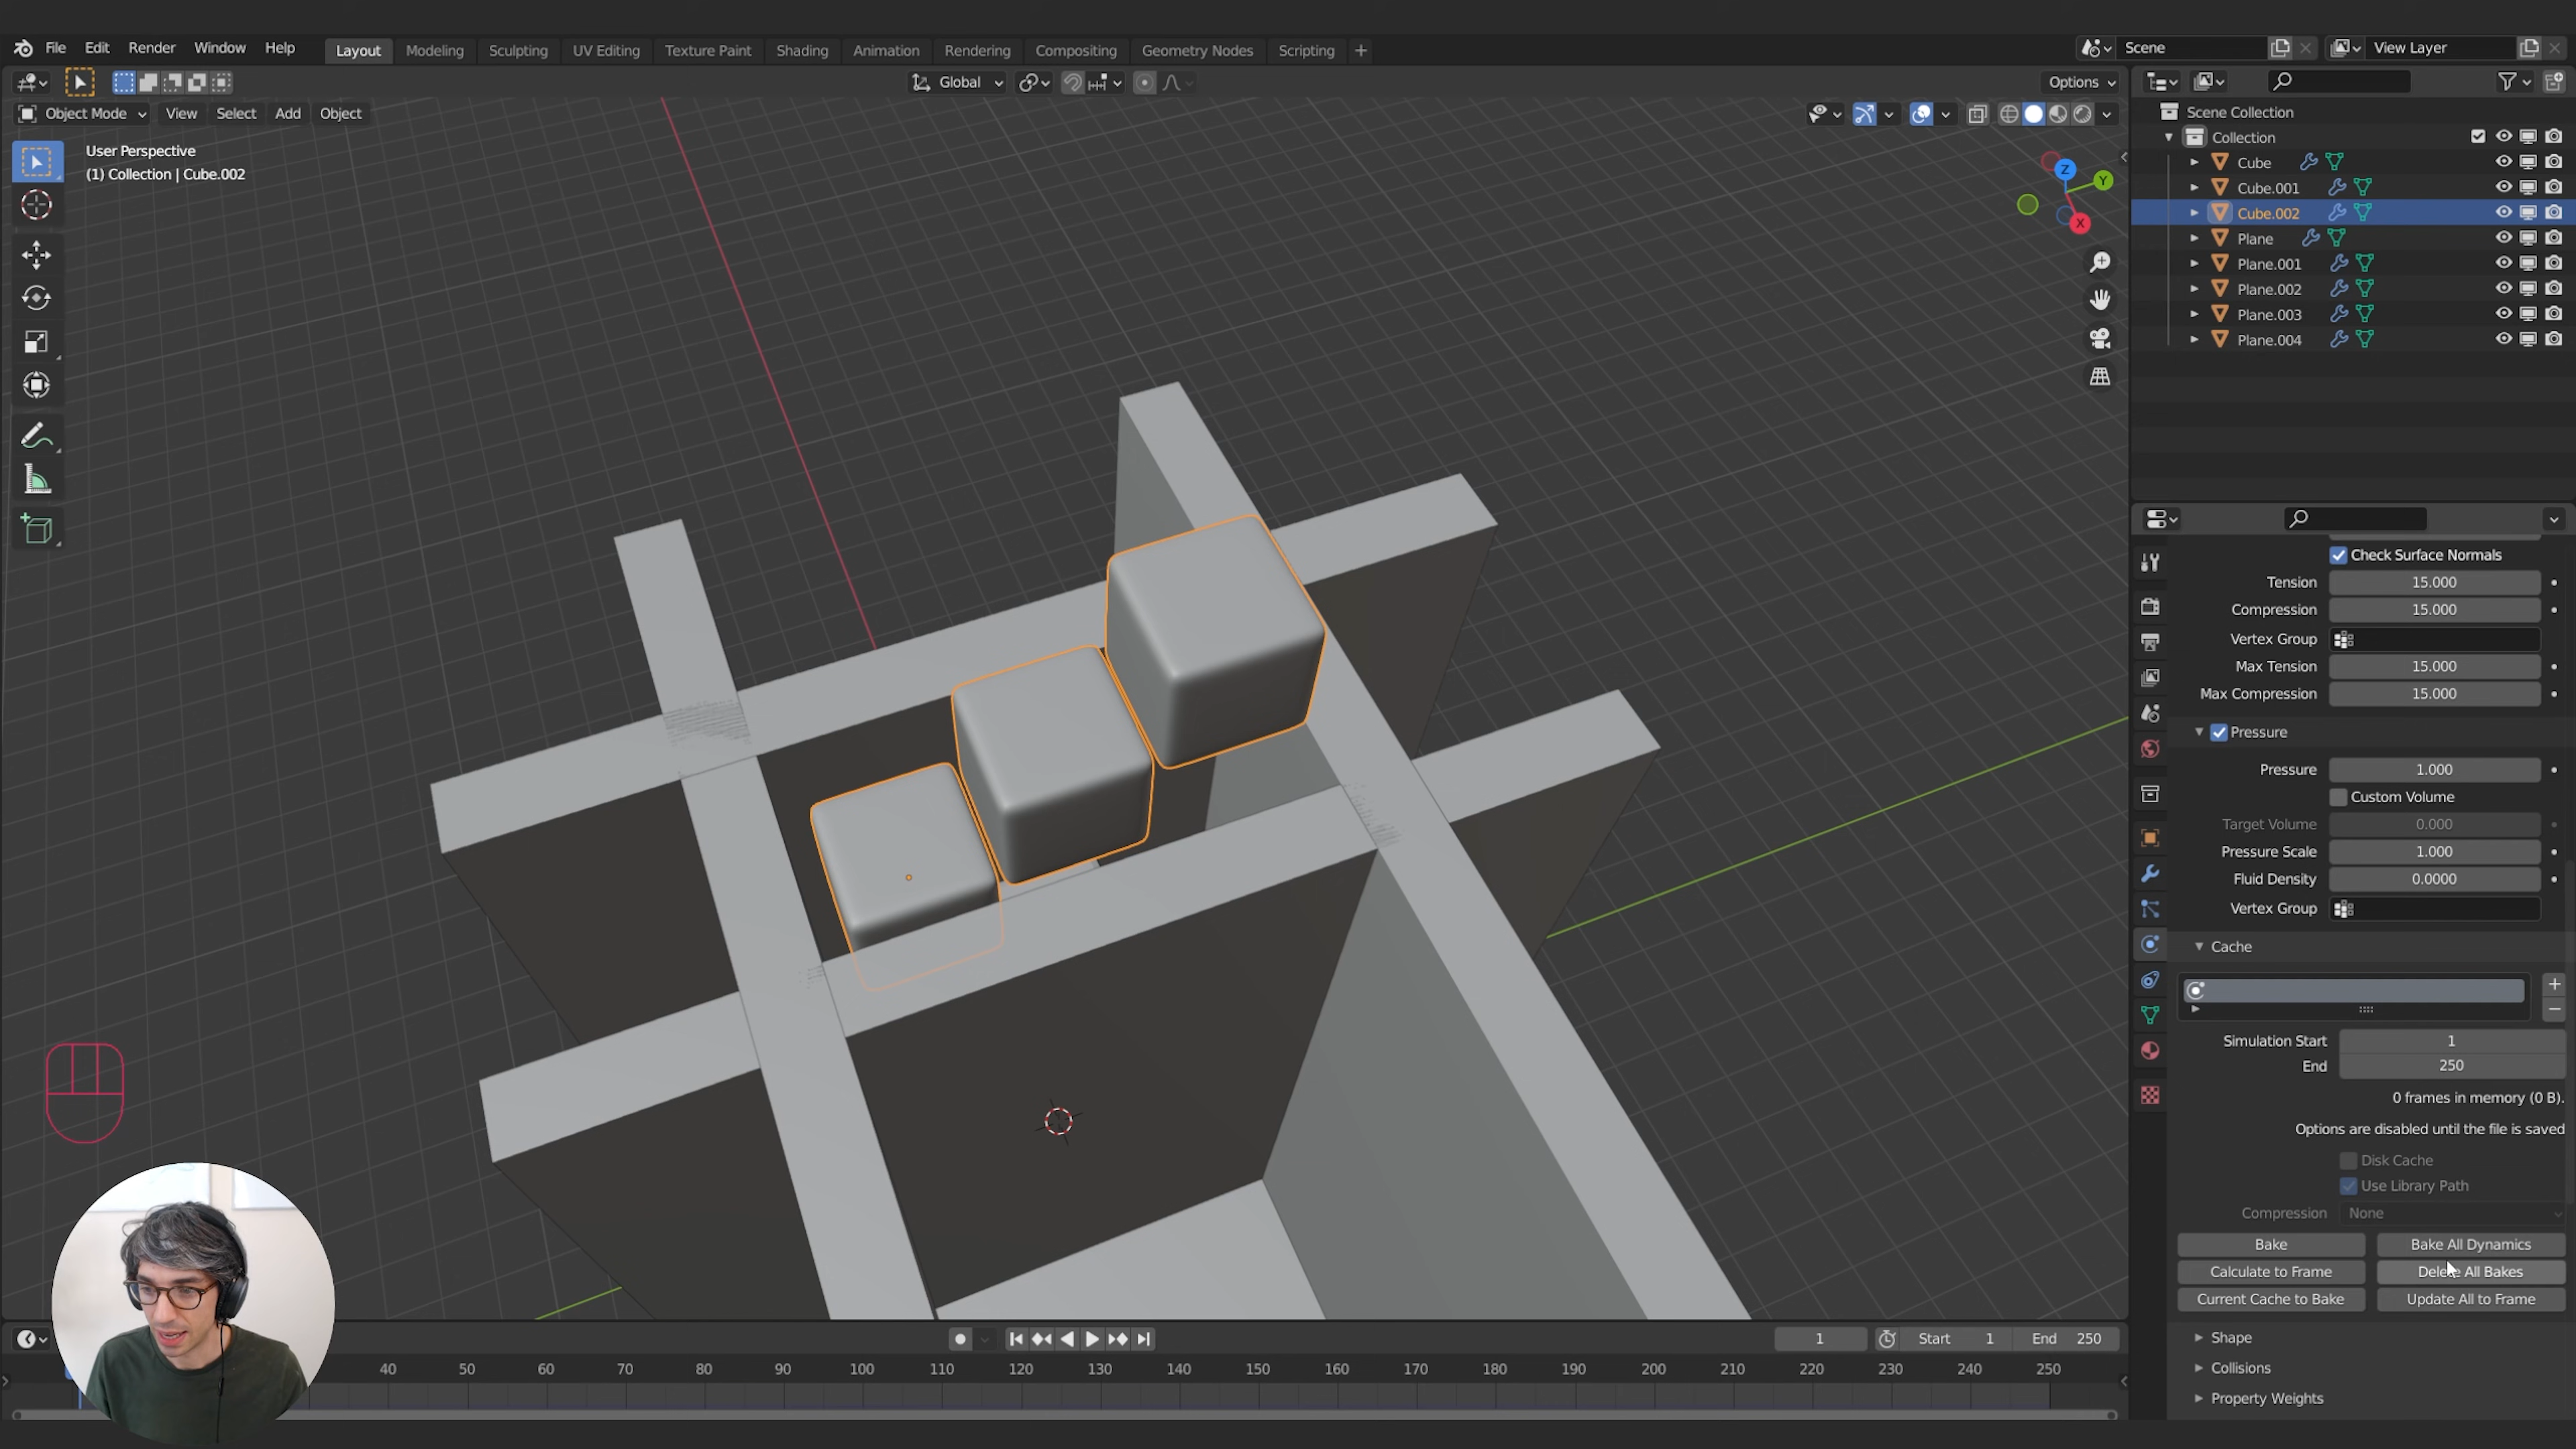 File Edit Render Window Help Layout Modeling Sculpting UV Editing Texture Paint Shading Animation Rendering Compositing Geometry Nodes Scripting +
Scene View Layer
Global Options
Object Mode View Select Add Object
User Perspective
(1) Collection | Cube.002
Z
Y
X
Scene Collection
Collection
Cube
Cube.001
Cube.002
Plane
Plane.001
Plane.002
Plane.003
Plane.004
Check Surface Normals
Tension 15.000
Compression 15.000
Vertex Group
Max Tension 15.000
Max Compression 15.000
Pressure
Pressure 1.000
Custom Volume
Target Volume 0.000
Pressure Scale 1.000
Fluid Density 0.0000
Vertex Group
Cache
Simulation Start 1
End 250
0 frames in memory (0 B).
Options are disabled until the file is saved
Disk Cache
Use Library Path
Compression None
Bake Bake All Dynamics
Calculate to Frame Delete All Bakes
Current Cache to Bake Update All to Frame
Shape
Collisions
Property Weights
1 Start 1 End 250
40 50 60 70 80 90 100 110 120 130 140 150 160 170 180 190 200 210 220 230 240 250